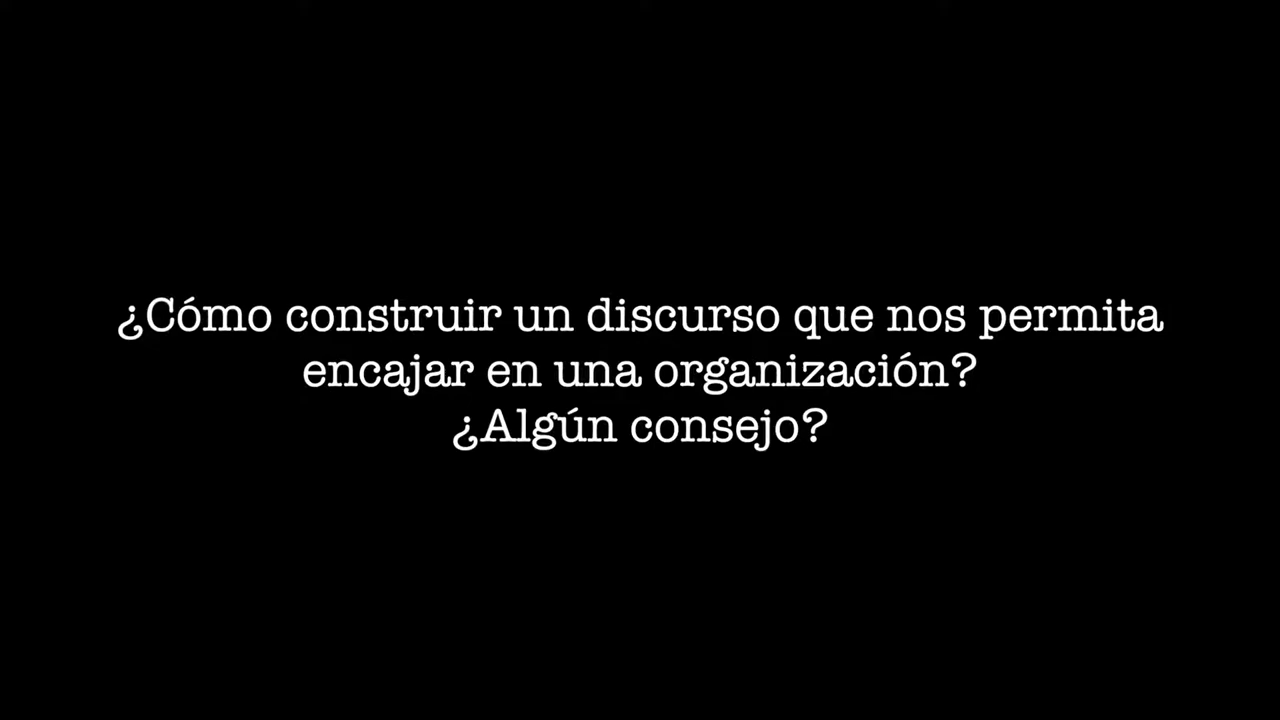 ¿Cómo construir un discurso que nos permita
encajar en una organización?
¿Algún consejo?